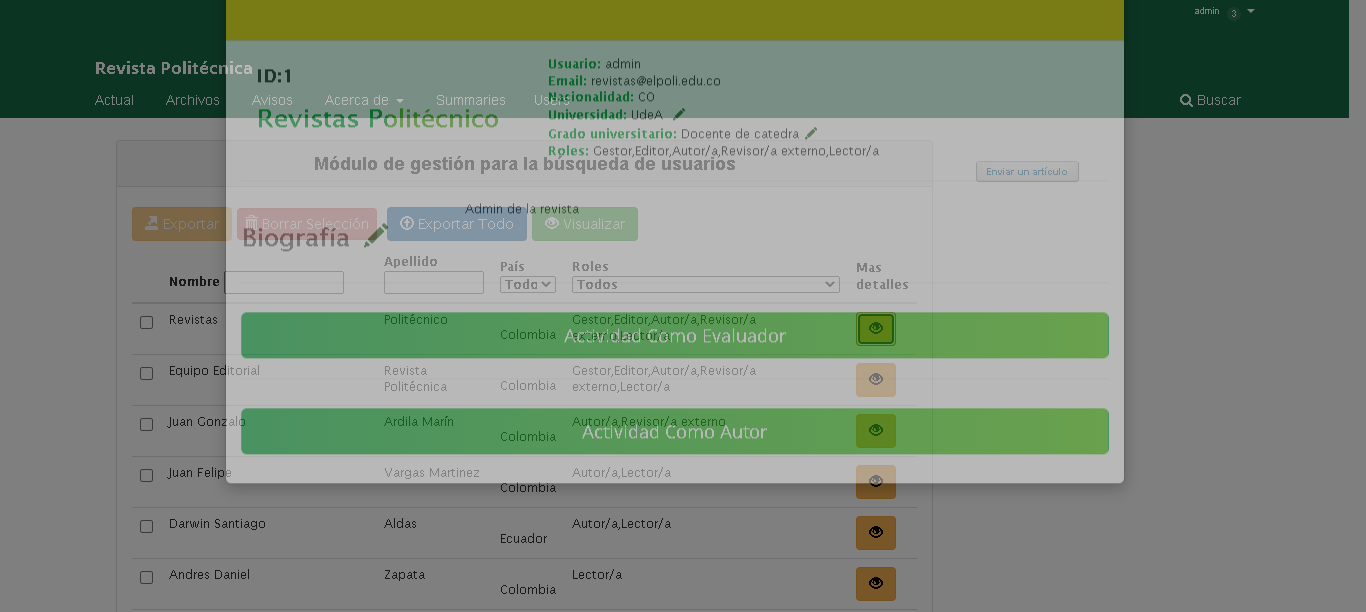 admin 3
Revista Politécnica
Actual Archivos Avisos Acerca de Summaries Users
Buscar
ID:1
Revistas Politécnico
Usuario: admin
Email: revistas@elpoli.edu.co
Nacionalidad: CO
Universidad: UdeA
Grado universitario: Docente de catedra
Roles: Gestor,Editor,Autor/a,Revisor/a externo,Lector/a
Módulo de gestión para la búsqueda de usuarios
Enviar un artículo
Admin de la revista
Exportar Borrar Selección Exportar Todo Visualizar
Biografía
Nombre Apellido País Roles Mas detalles
Todo Todos
Revistas Politécnico Colombia Gestor,Editor,Autor/a,Revisor/a
externo,Lector/a
Actividad Como Evaluador
Equipo Editorial Revista Politécnica Colombia Gestor,Editor,Autor/a,Revisor/a
externo,Lector/a
Juan Gonzalo Ardila Marín Colombia Autor/a,Revisor/a externo
Actividad Como Autor
Juan Felipe Vargas Martinez Colombia Autor/a,Lector/a
Darwin Santiago Aldas Ecuador Autor/a,Lector/a
Andres Daniel Zapata Colombia Lector/a